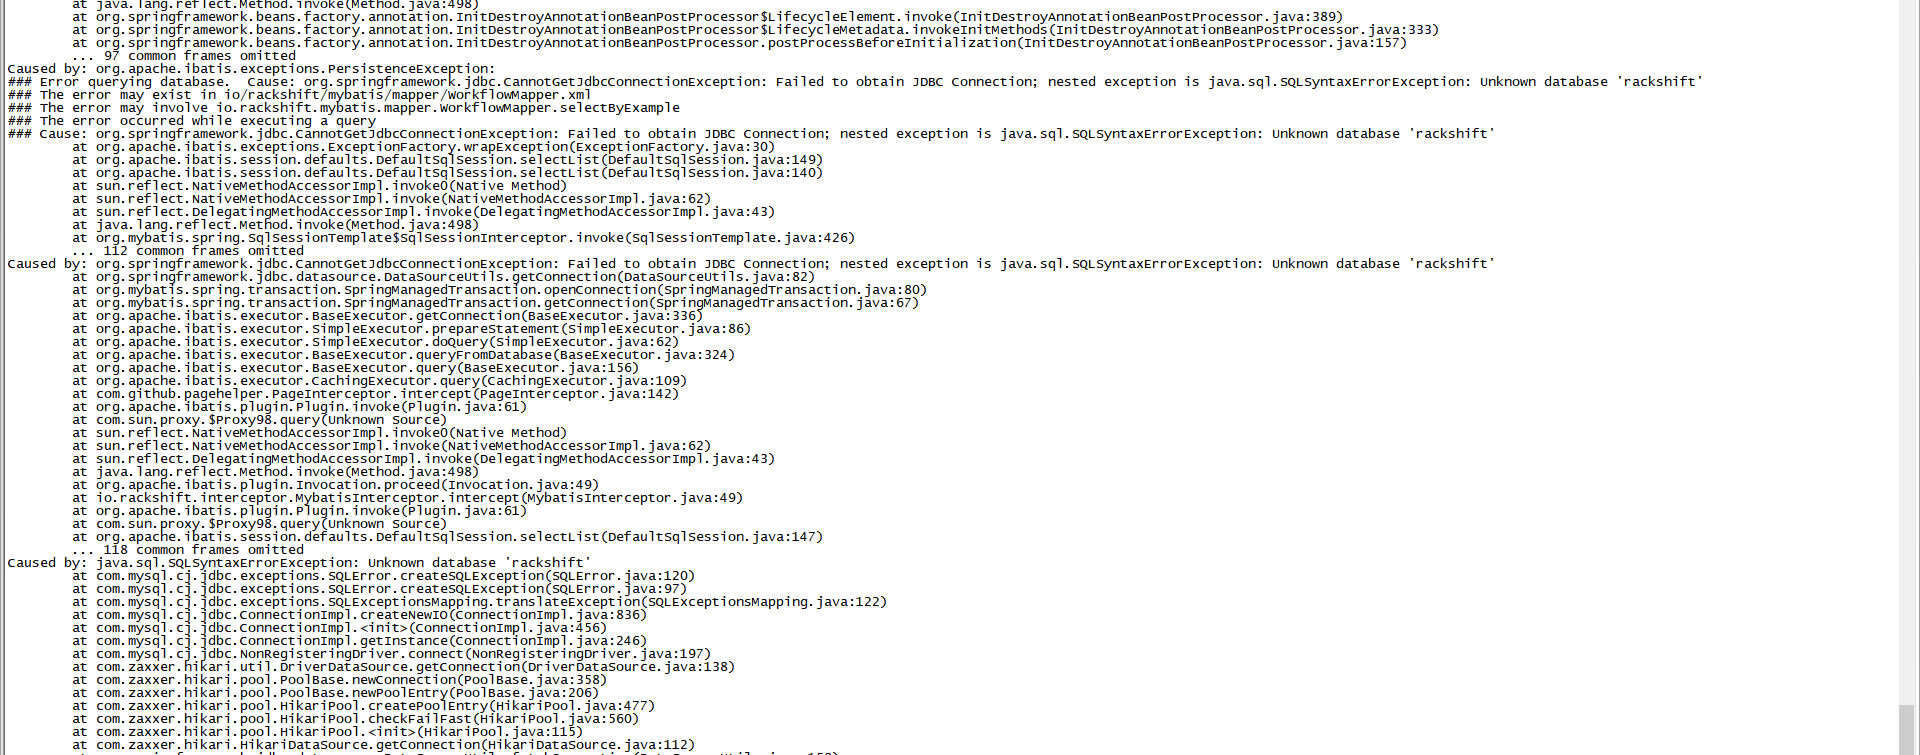 at java.lang.reflect.Method.invoke(Method.java:498)
at org.springframework.beans.factory.annotation.InitDestroyAnnotationBeanPostProcessor$LifecycleElement.invoke(InitDestroyAnnotationBeanPostProcessor.java:389)
at org.springframework.beans.factory.annotation.InitDestroyAnnotationBeanPostProcessor$LifecycleMetadata.invokeInitMethods(InitDestroyAnnotationBeanPostProcessor.java:333)
at org.springframework.beans.factory.annotation.InitDestroyAnnotationBeanPostProcessor.postProcessBeforeInitialization(InitDestroyAnnotationBeanPostProcessor.java:157)
... 97 common frames omitted
Caused by: org.apache.ibatis.exceptions.PersistenceException:
### Error querying database.  Cause: org.springframework.jdbc.CannotGetJdbcConnectionException: Failed to obtain JDBC Connection; nested exception is java.sql.SQLSyntaxErrorException: Unknown database 'rackshift'
### The error may exist in io/rackshift/mybatis/mapper/WorkflowMapper.xml
### The error may involve io.rackshift.mybatis.mapper.WorkflowMapper.selectByExample
### The error occurred while executing a query
### Cause: org.springframework.jdbc.CannotGetJdbcConnectionException: Failed to obtain JDBC Connection; nested exception is java.sql.SQLSyntaxErrorException: Unknown database 'rackshift'
at org.apache.ibatis.exceptions.ExceptionFactory.wrapException(ExceptionFactory.java:30)
at org.apache.ibatis.session.defaults.DefaultSqlSession.selectList(DefaultSqlSession.java:149)
at org.apache.ibatis.session.defaults.DefaultSqlSession.selectList(DefaultSqlSession.java:140)
at sun.reflect.NativeMethodAccessorImpl.invoke0(Native Method)
at sun.reflect.NativeMethodAccessorImpl.invoke(NativeMethodAccessorImpl.java:62)
at sun.reflect.DelegatingMethodAccessorImpl.invoke(DelegatingMethodAccessorImpl.java:43)
at java.lang.reflect.Method.invoke(Method.java:498)
at org.mybatis.spring.SqlSessionTemplate$SqlSessionInterceptor.invoke(SqlSessionTemplate.java:426)
... 112 common frames omitted
Caused by: org.springframework.jdbc.CannotGetJdbcConnectionException: Failed to obtain JDBC Connection; nested exception is java.sql.SQLSyntaxErrorException: Unknown database 'rackshift'
at org.springframework.jdbc.datasource.DataSourceUtils.getConnection(DataSourceUtils.java:82)
at org.mybatis.spring.transaction.SpringManagedTransaction.openConnection(SpringManagedTransaction.java:80)
at org.mybatis.spring.transaction.SpringManagedTransaction.getConnection(SpringManagedTransaction.java:67)
at org.apache.ibatis.executor.BaseExecutor.getConnection(BaseExecutor.java:336)
at org.apache.ibatis.executor.SimpleExecutor.prepareStatement(SimpleExecutor.java:86)
at org.apache.ibatis.executor.SimpleExecutor.doQuery(SimpleExecutor.java:62)
at org.apache.ibatis.executor.BaseExecutor.queryFromDatabase(BaseExecutor.java:324)
at org.apache.ibatis.executor.BaseExecutor.query(BaseExecutor.java:156)
at org.apache.ibatis.executor.CachingExecutor.query(CachingExecutor.java:109)
at com.github.pagehelper.PageInterceptor.intercept(PageInterceptor.java:142)
at org.apache.ibatis.plugin.Plugin.invoke(Plugin.java:61)
at com.sun.proxy.$Proxy98.query(Unknown Source)
at sun.reflect.NativeMethodAccessorImpl.invoke0(Native Method)
at sun.reflect.NativeMethodAccessorImpl.invoke(NativeMethodAccessorImpl.java:62)
at sun.reflect.DelegatingMethodAccessorImpl.invoke(DelegatingMethodAccessorImpl.java:43)
at java.lang.reflect.Method.invoke(Method.java:498)
at org.apache.ibatis.plugin.Invocation.proceed(Invocation.java:49)
at io.rackshift.interceptor.MybatisInterceptor.intercept(MybatisInterceptor.java:49)
at org.apache.ibatis.plugin.Plugin.invoke(Plugin.java:61)
at com.sun.proxy.$Proxy98.query(Unknown Source)
at org.apache.ibatis.session.defaults.DefaultSqlSession.selectList(DefaultSqlSession.java:147)
... 118 common frames omitted
Caused by: java.sql.SQLSyntaxErrorException: Unknown database 'rackshift'
at com.mysql.cj.jdbc.exceptions.SQLError.createSQLException(SQLError.java:120)
at com.mysql.cj.jdbc.exceptions.SQLError.createSQLException(SQLError.java:97)
at com.mysql.cj.jdbc.exceptions.SQLExceptionsMapping.translateException(SQLExceptionsMapping.java:122)
at com.mysql.cj.jdbc.ConnectionImpl.createNewIO(ConnectionImpl.java:836)
at com.mysql.cj.jdbc.ConnectionImpl.<init>(ConnectionImpl.java:456)
at com.mysql.cj.jdbc.ConnectionImpl.getInstance(ConnectionImpl.java:246)
at com.mysql.cj.jdbc.NonRegisteringDriver.connect(NonRegisteringDriver.java:197)
at com.zaxxer.hikari.util.DriverDataSource.getConnection(DriverDataSource.java:138)
at com.zaxxer.hikari.pool.PoolBase.newConnection(PoolBase.java:358)
at com.zaxxer.hikari.pool.PoolBase.newPoolEntry(PoolBase.java:206)
at com.zaxxer.hikari.pool.HikariPool.createPoolEntry(HikariPool.java:477)
at com.zaxxer.hikari.pool.HikariPool.checkFailFast(HikariPool.java:560)
at com.zaxxer.hikari.pool.HikariPool.<init>(HikariPool.java:115)
at com.zaxxer.hikari.HikariDataSource.getConnection(HikariDataSource.java:112)